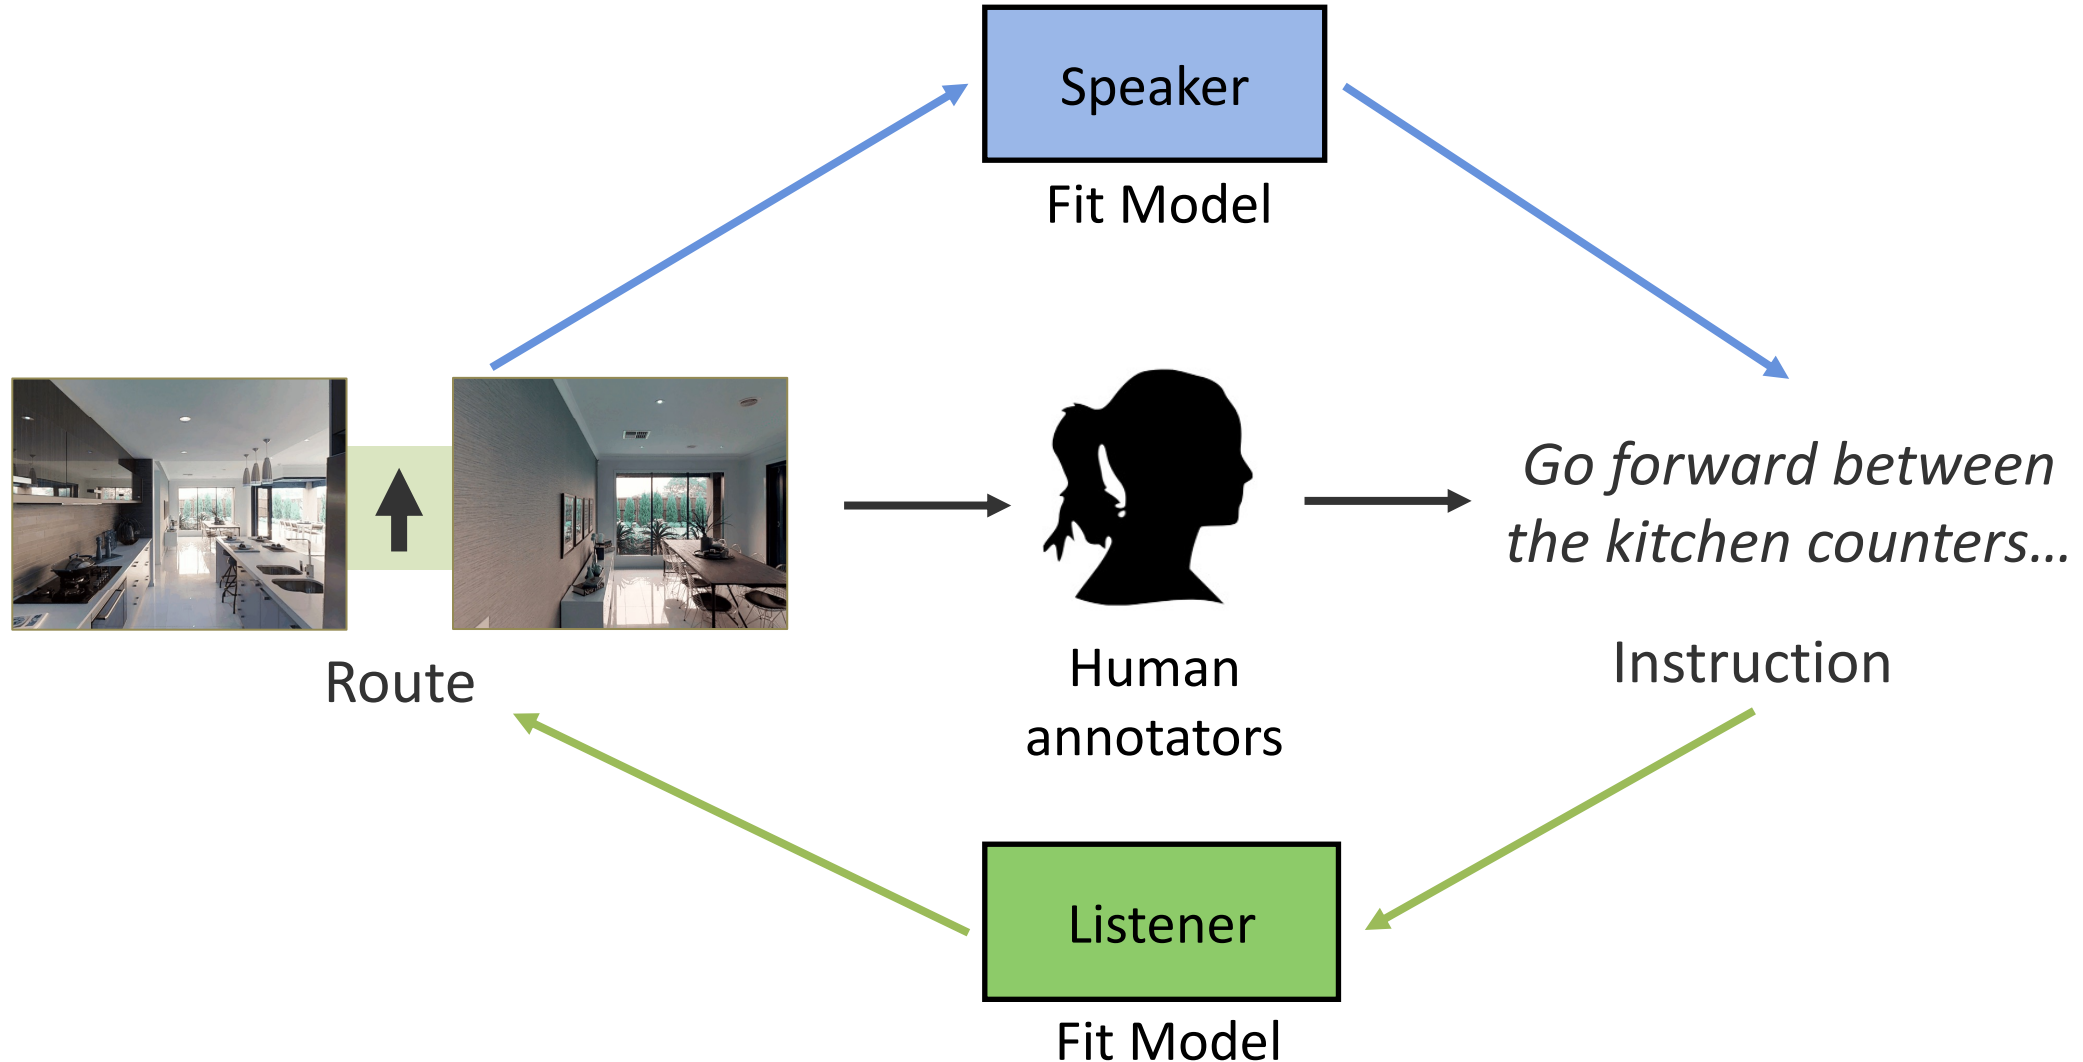 Speaker
Fit Model
Go forward between
the kitchen counters...
Route
Human
annotators
Instruction
Listener
Fit Model